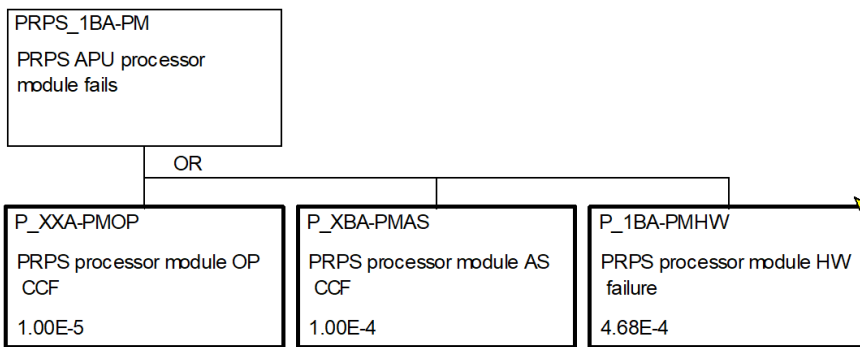 PRPS_1BA-PM
PRPS APU processor
module fails
OR
P_XXA-PMOP
PRPS processor module OP
CCF
1.00E-5
P_XBA-PMAS
PRPS processor module AS
CCF
1.00E-4
P_1BA-PMHW
PRPS processor module HW
failure
4.68E-4